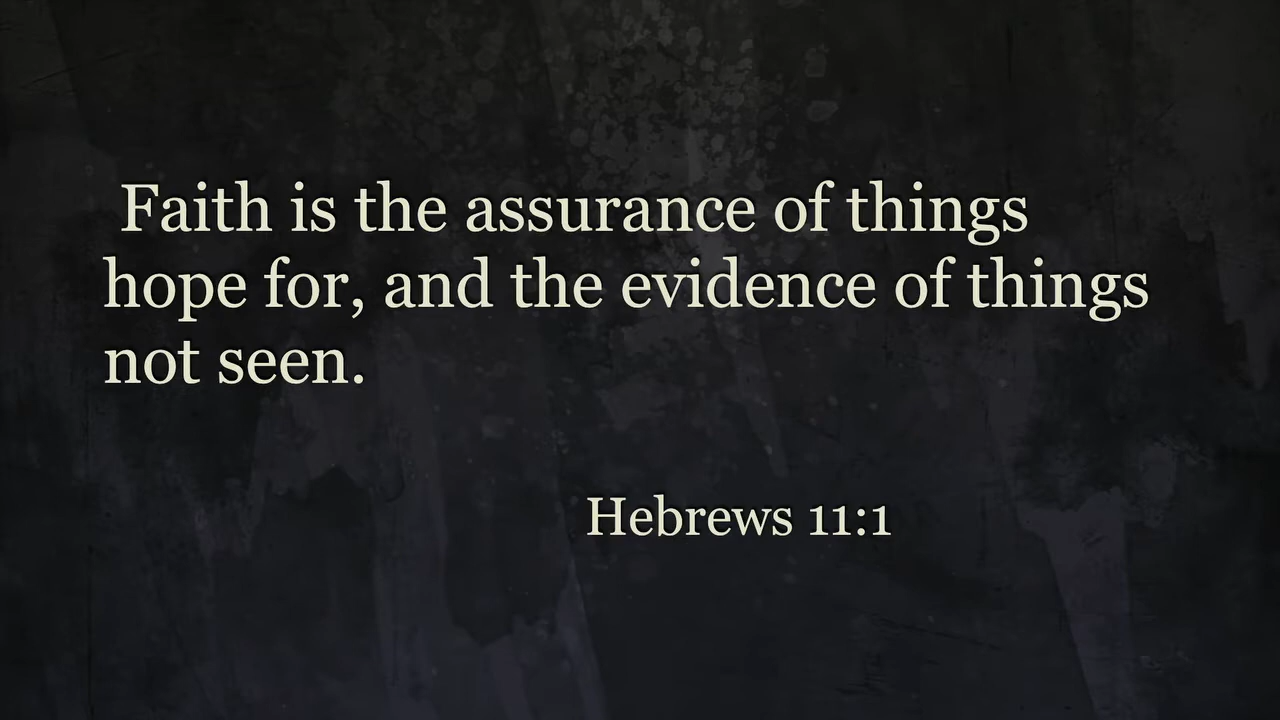 Faith is the assurance of things
hope for, and the evidence of things
not seen.
Hebrews 11:1